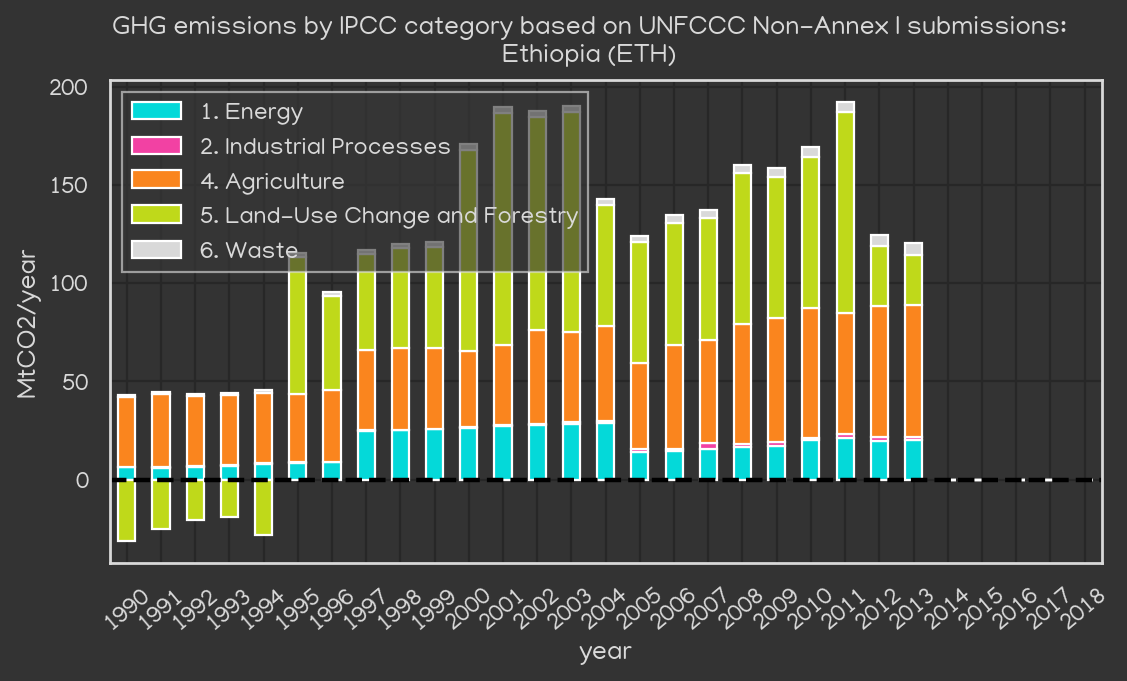 GHG emissions by IPCC category based on UNFCCC Non-Annex I submissions:
Ethiopia (ETH)
200
150
100
50
0
MtCO2/year
1. Energy
2. Industrial Processes
4. Agriculture
5. Land-Use Change and Forestry
6. Waste
1990 1991 1992 1993 1994 1995 1996 1997 1998 1999 2000 2001 2002 2003 2004 2005 2006 2007 2008 2009 2010 2011 2012 2013 2014 2015 2016 2017 2018
year